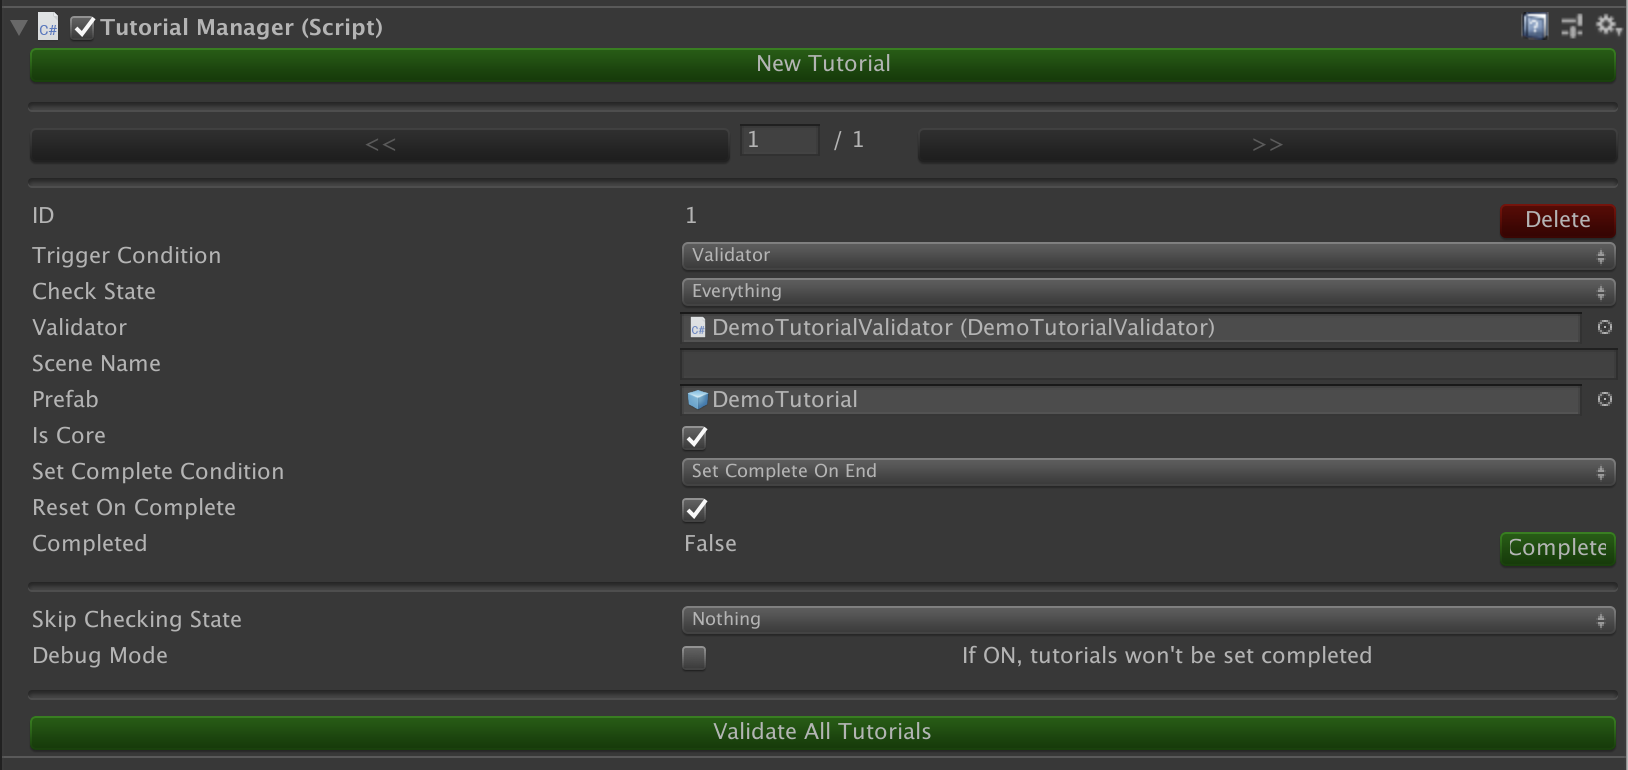 C# Tutorial Manager (Script) ?
New Tutorial
<< 1 / 1 >>
ID 1 Delete
Trigger Condition Validator
Check State Everything
Validator C# DemoTutorialValidator (DemoTutorialValidator)
Scene Name
Prefab DemoTutorial
Is Core
Set Complete Condition Set Complete On End
Reset On Complete
Completed False Complete
Skip Checking State Nothing
Debug Mode If ON, tutorials won't be set completed
Validate All Tutorials